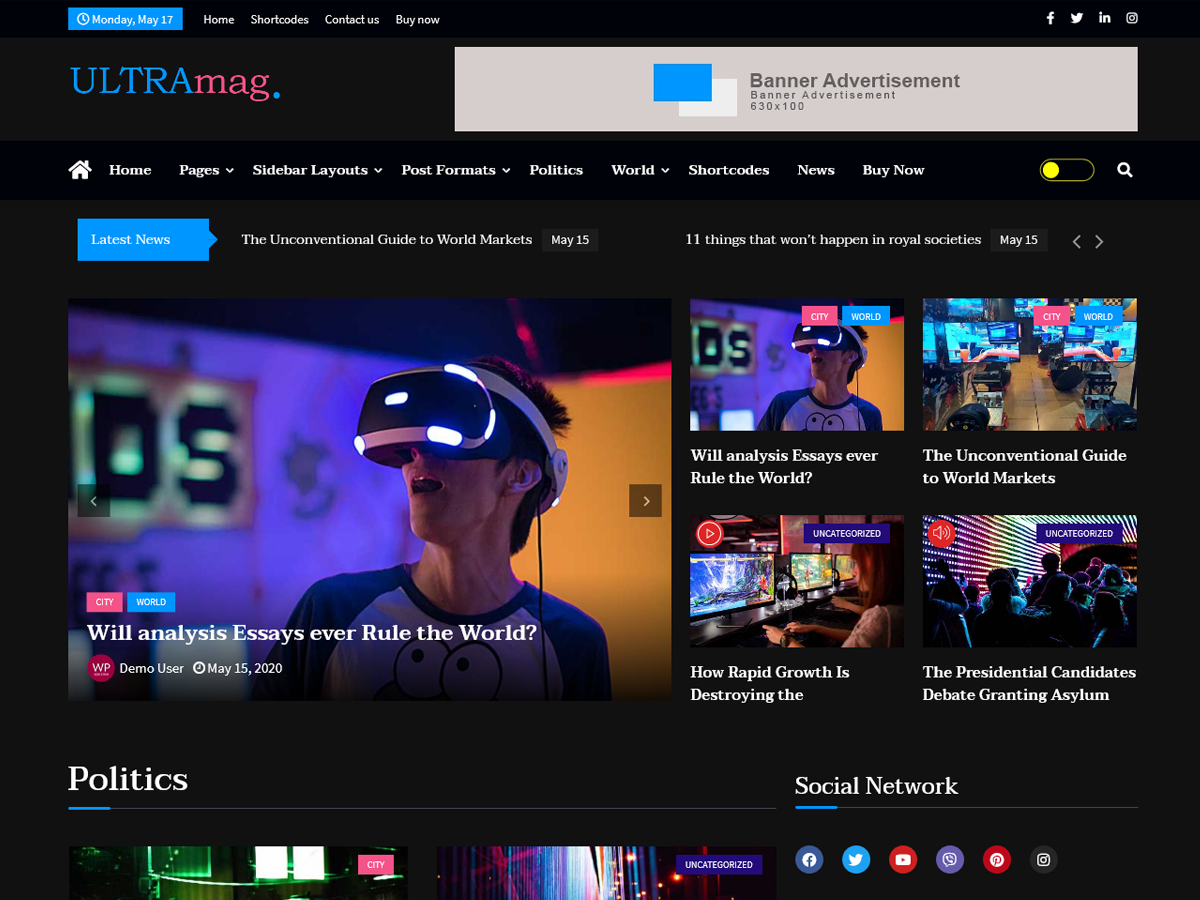 Monday, May 17 Home Shortcodes Contact us Buy now
ULTRAmag.
Banner Advertisement
Banner Advertisement
630x100
Home Pages Sidebar Layouts Post Formats Politics World Shortcodes News Buy Now
Latest News The Unconventional Guide to World Markets May 15 11 things that won't happen in royal societies May 15
CITY WORLD
Will analysis Essays ever Rule the World?
WP Demo User May 15, 2020
CITY WORLD
Will analysis Essays ever
Rule the World?
CITY WORLD
The Unconventional Guide
to World Markets
UNCATEGORIZED
How Rapid Growth Is
Destroying the
UNCATEGORIZED
The Presidential Candidates
Debate Granting Asylum
Politics
CITY
UNCATEGORIZED
Social Network